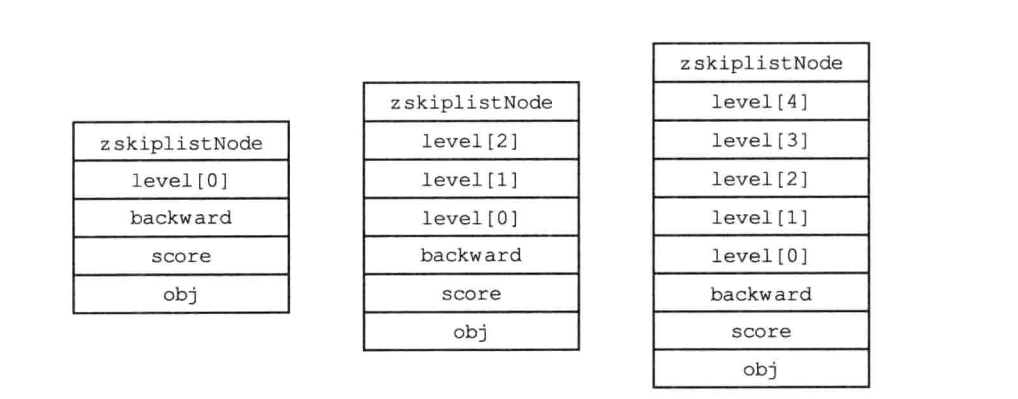 zskiplistNode
level[0]
backward
score
obj
zskiplistNode
level[2]
level[1]
level[0]
backward
score
obj
zskiplistNode
level[4]
level[3]
level[2]
level[1]
level[0]
backward
score
obj